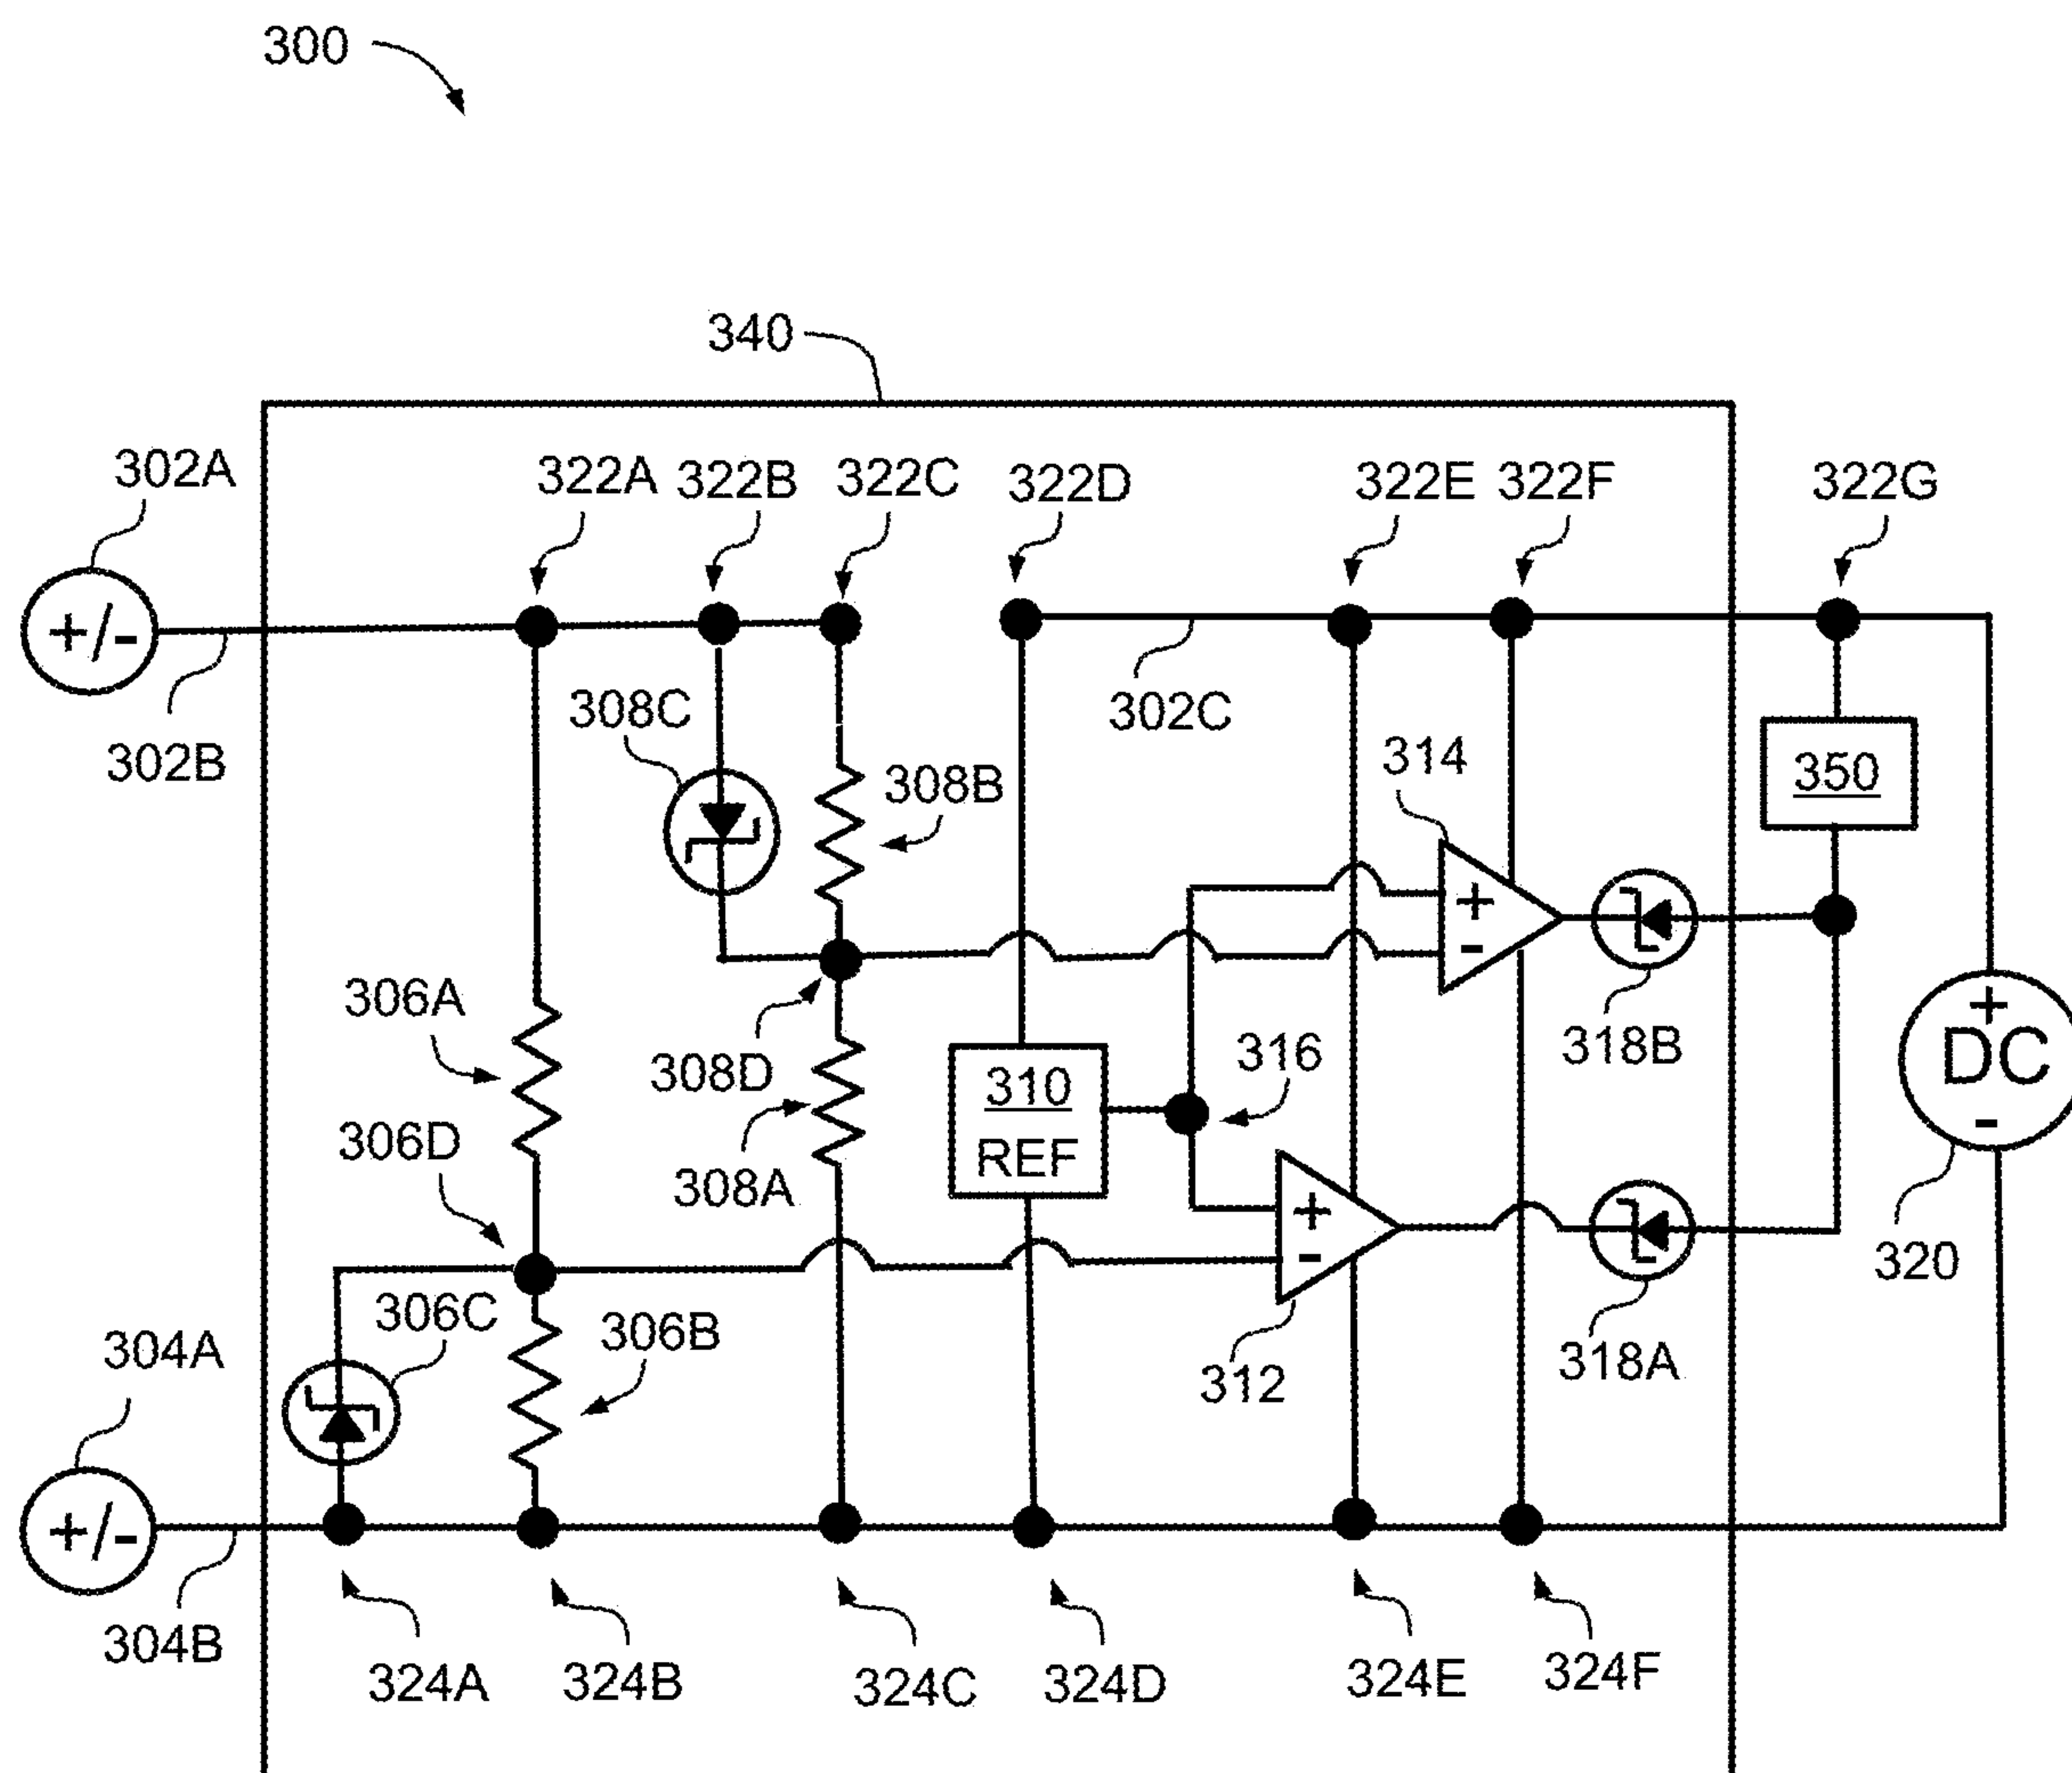 300
340
302A
322A
322B
322C
322D
322E
322F
322G
+/-
302B
302C
308C
308B
314
350
+
-
306A
308D
308A
310
REF
316
318B
+
DC
-
306D
+
-
320
306C
306B
312
318A
304A
+/-
304B
324A
324B
324C
324D
324E
324F